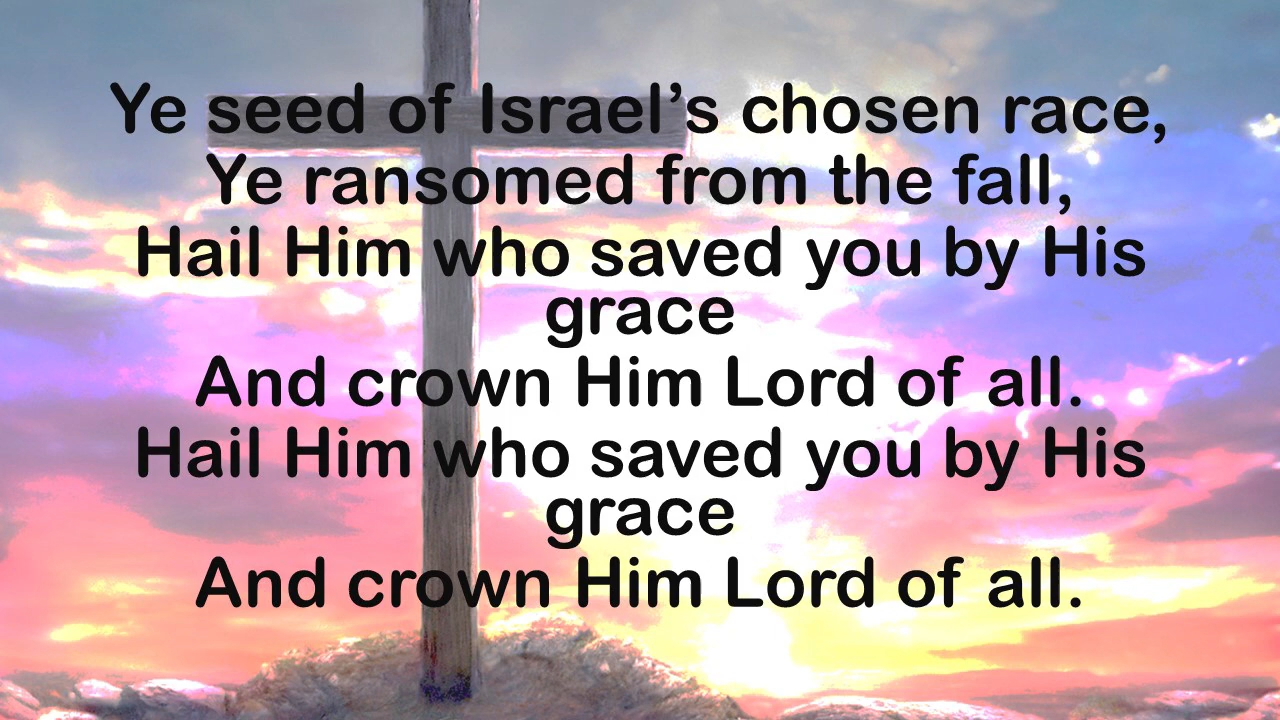 Ye seed of Israel’s chosen race,
Ye ransomed from the fall,
Hail Him who saved you by His
grace
And crown Him Lord of all.
Hail Him who saved you by His
grace
And crown Him Lord of all.